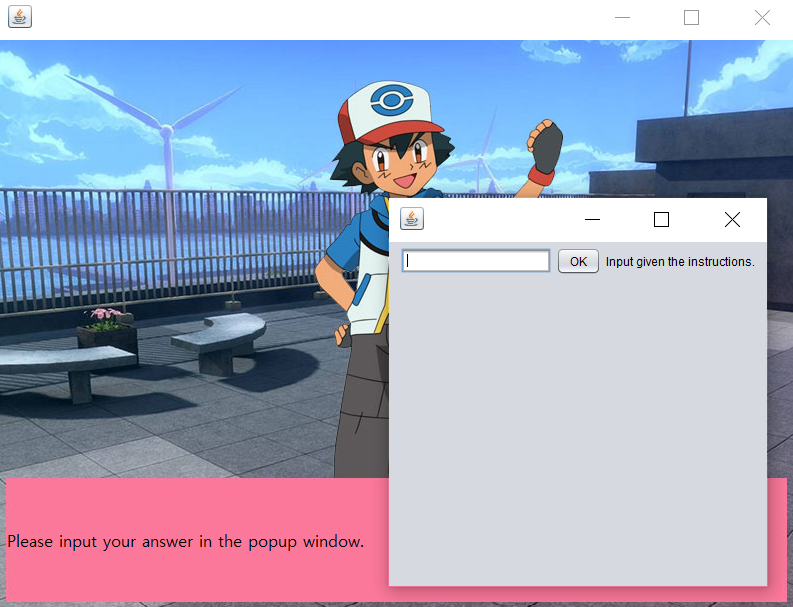 OK
Input given the instructions.
Please input your answer in the popup window.